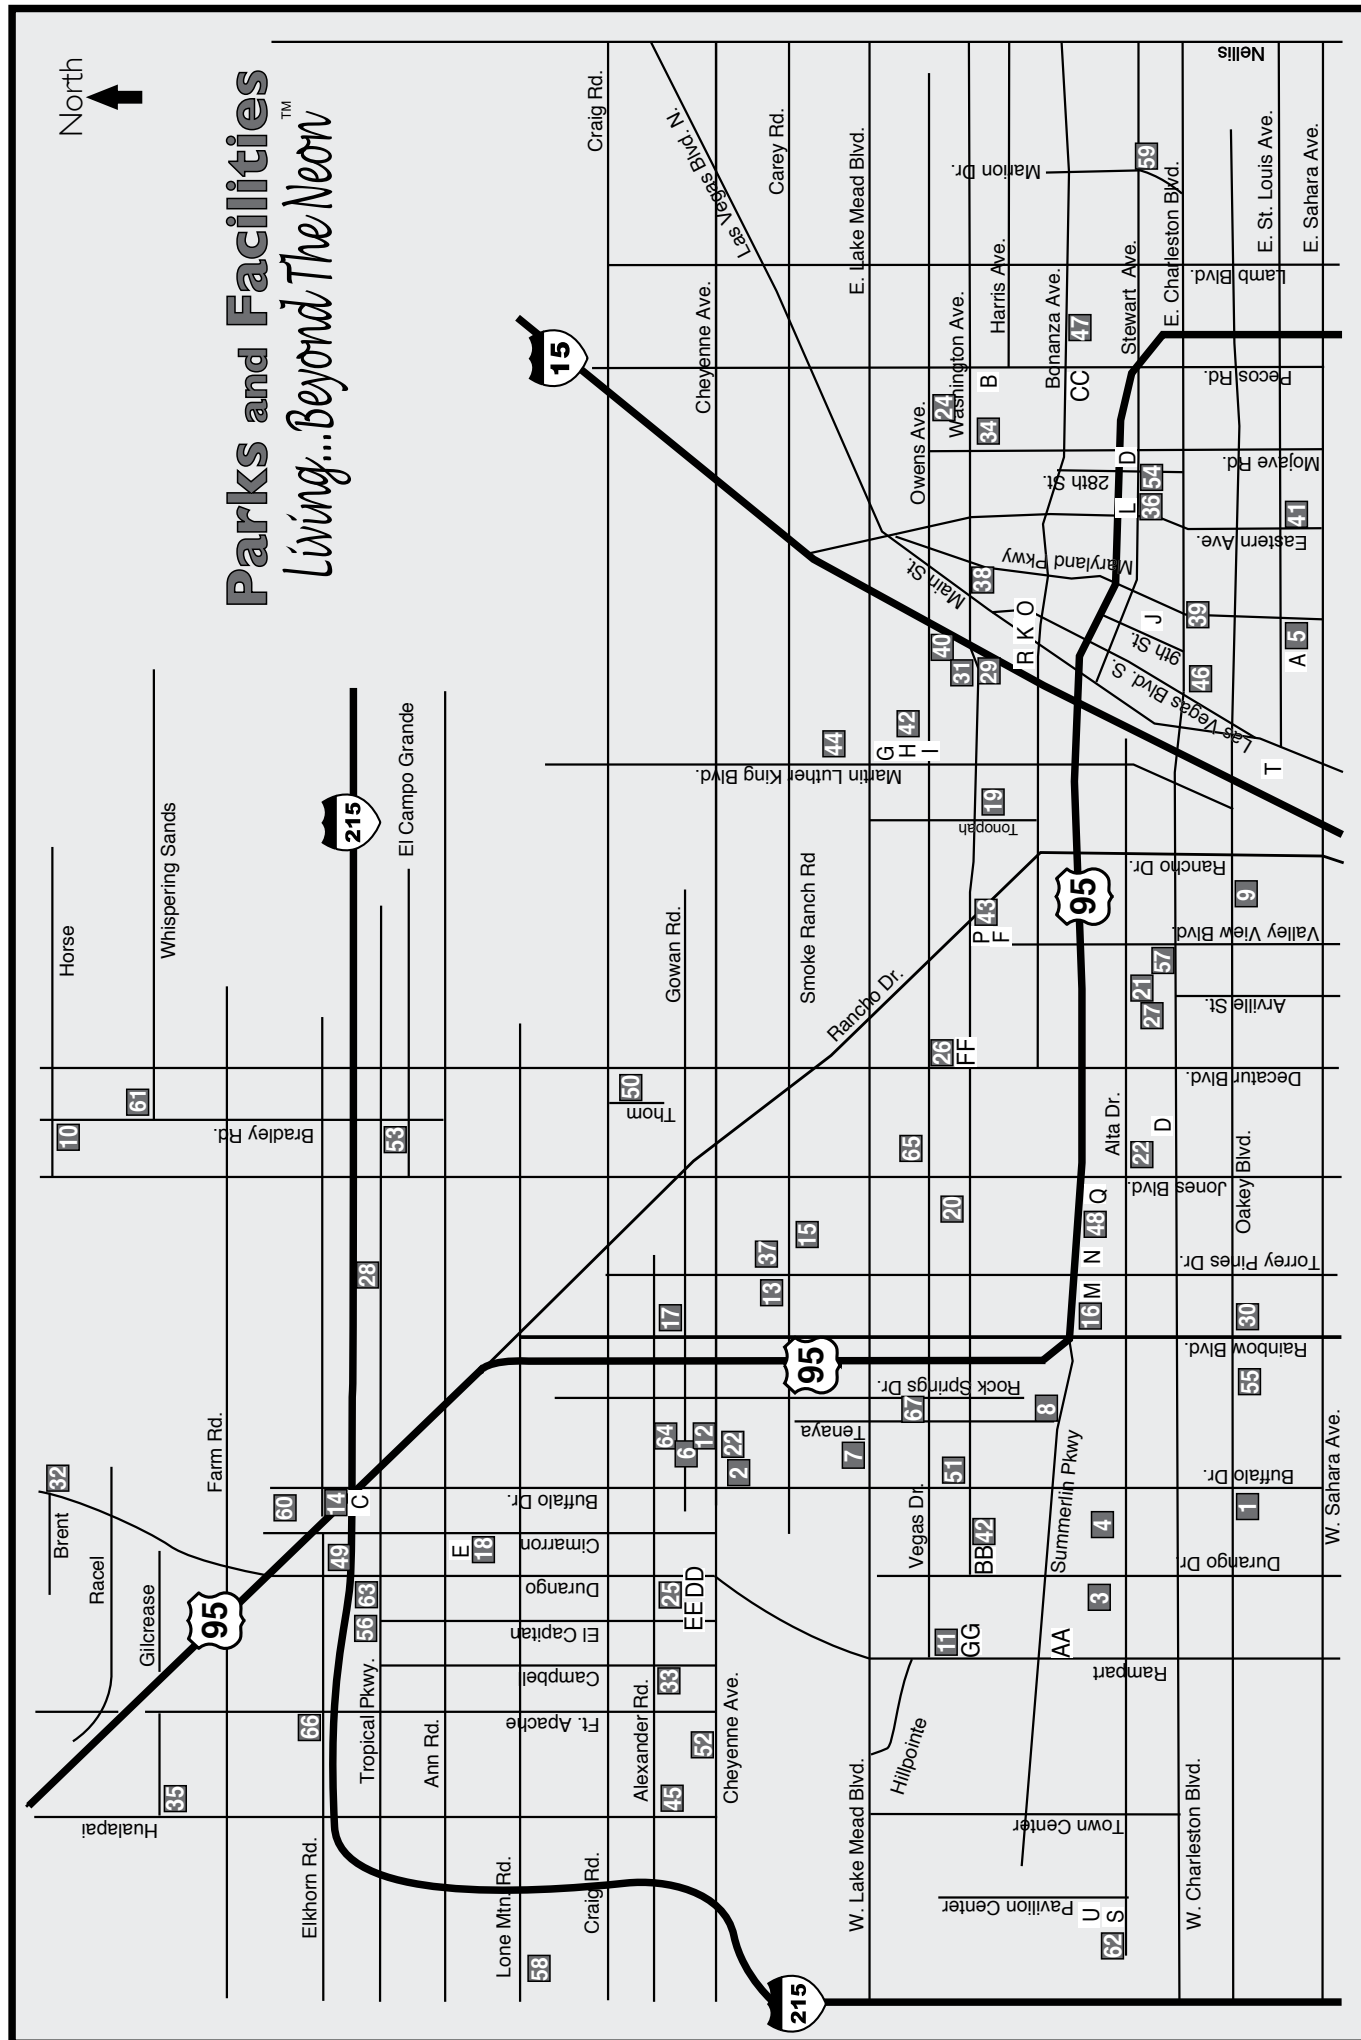 North
Parks and Facilities
Living...Beyond The Neon
™
Horse
Whispering Sands
215
El Campo Grande
Farm Rd.
Brent
Racel
Gilcrease
95
Hualapai
Bradley Rd.
Elkhorn Rd.
Tropical Pkwy.
Ann Rd.
Lone Mtn. Rd.
Craig Rd.
Alexander Rd.
Cheyenne Ave.
Buffalo Dr.
Cimarron
Durango
El Capitan
Campbel
Ft. Apache
Thom
Gowan Rd.
Smoke Ranch Rd
Rancho Dr.
Craig Rd.
Las Vegas Blvd. N.
Cheyenne Ave.
Carey Rd.
15
E. Lake Mead Blvd.
Owens Ave.
Washington Ave.
Harris Ave.
Bonanza Ave.
Stewart Ave.
E. Charleston Blvd.
E. St. Louis Ave.
E. Sahara Ave.
Nellis
Marion Dr.
Lamb Blvd.
Pecos Rd.
Mojave Rd.
28th St.
Eastern Ave.
Maryland Pkwy
Main St.
9th St.
Las Vegas Blvd. S.
Martin Luther King Blvd.
Tonopah
Rancho Dr.
Valley View Blvd.
Arville St.
Decatur Blvd.
Alta Dr.
Jones Blvd.
Oakey Blvd.
Torrey Pines Dr.
Rainbow Blvd.
95
95
Rock Springs Dr.
Tenaya
Buffalo Dr.
Vegas Dr.
Summerlin Pkwy
Durango Dr.
W. Sahara Ave.
Rampart
Hillpointe
W. Lake Mead Blvd.
Town Center
Pavilion Center
W. Charleston Blvd.
215
10
61
53
28
32
60
14
C
49
63
56
66
35
E
18
25
EE DD
33
52
45
58
50
17
37
13
15
64
6
12
22
2
7
67
8
51
BB 42
4
3
1
55
30
11
GG
AA
U
S
62
65
20
26
FF
16
M
N
48
Q
22
D
27
21
57
9
P
F
43
19
44
42
G
H
I
40
31
29
R K O
38
24
34
B
CC
47
59
D
L
54
36
41
J
39
46
A
5
T